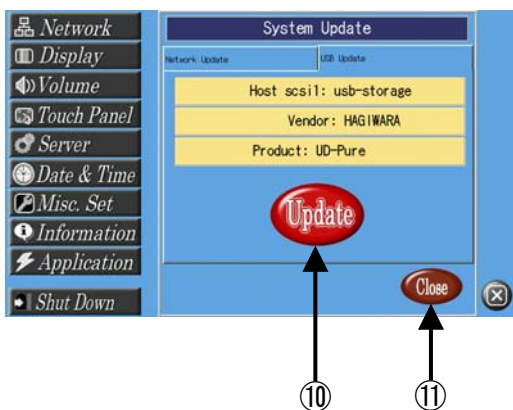 Network
Display
Volume
Touch Panel
Server
Date & Time
Misc. Set
Information
Application
Shut Down
System Update
Network Update
USB Update
Host scsi1: usb-storage
Vendor: HAGIWARA
Product: UD-Pure
Update
Close
⑩
⑪